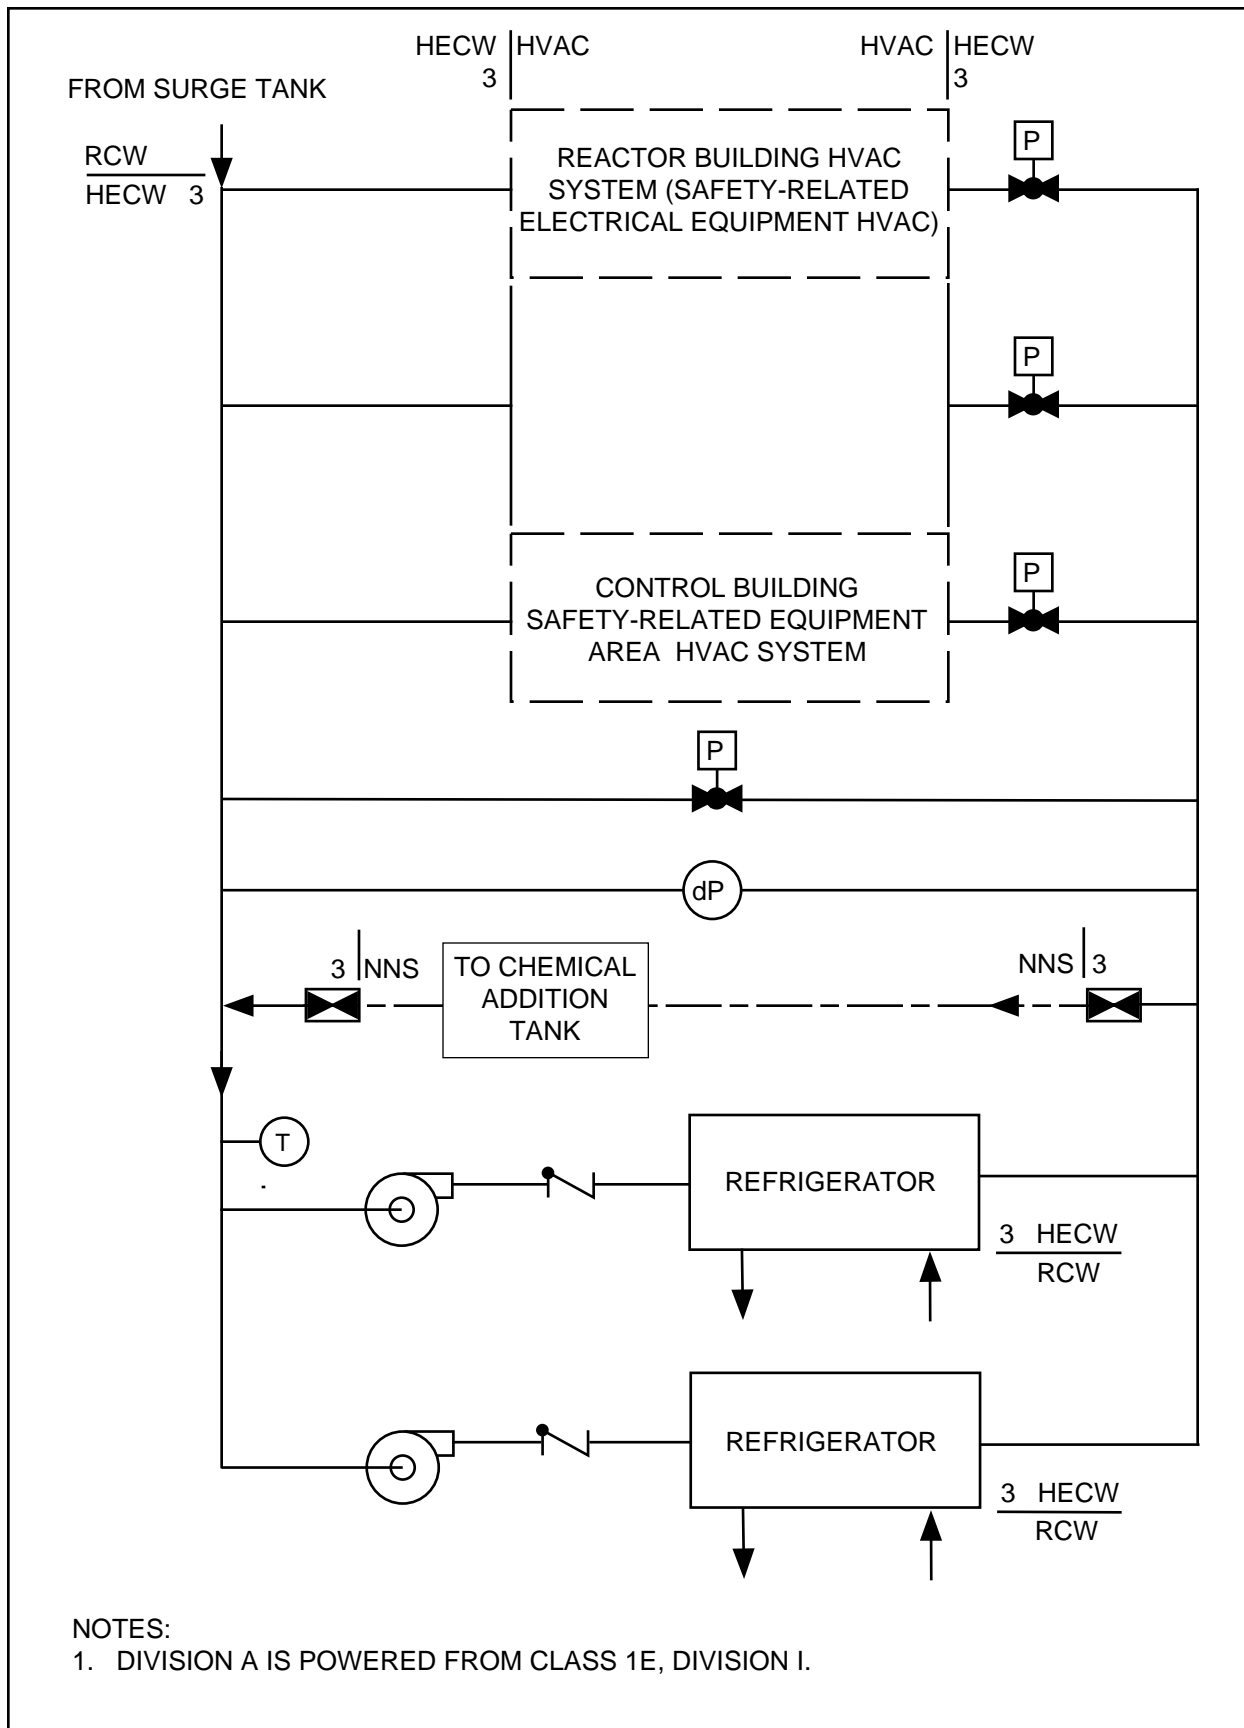 HECW HVAC
3
HVAC HECW
3
FROM SURGE TANK
RCW
HECW 3
REACTOR BUILDING HVAC
SYSTEM (SAFETY-RELATED
ELECTRICAL EQUIPMENT HVAC)
P
P
CONTROL BUILDING
SAFETY-RELATED EQUIPMENT
AREA HVAC SYSTEM
P
P
dP
3 NNS
TO CHEMICAL
ADDITION
TANK
NNS 3
T
REFRIGERATOR
3 HECW
RCW
REFRIGERATOR
3 HECW
RCW
NOTES:
1. DIVISION A IS POWERED FROM CLASS 1E, DIVISION I.